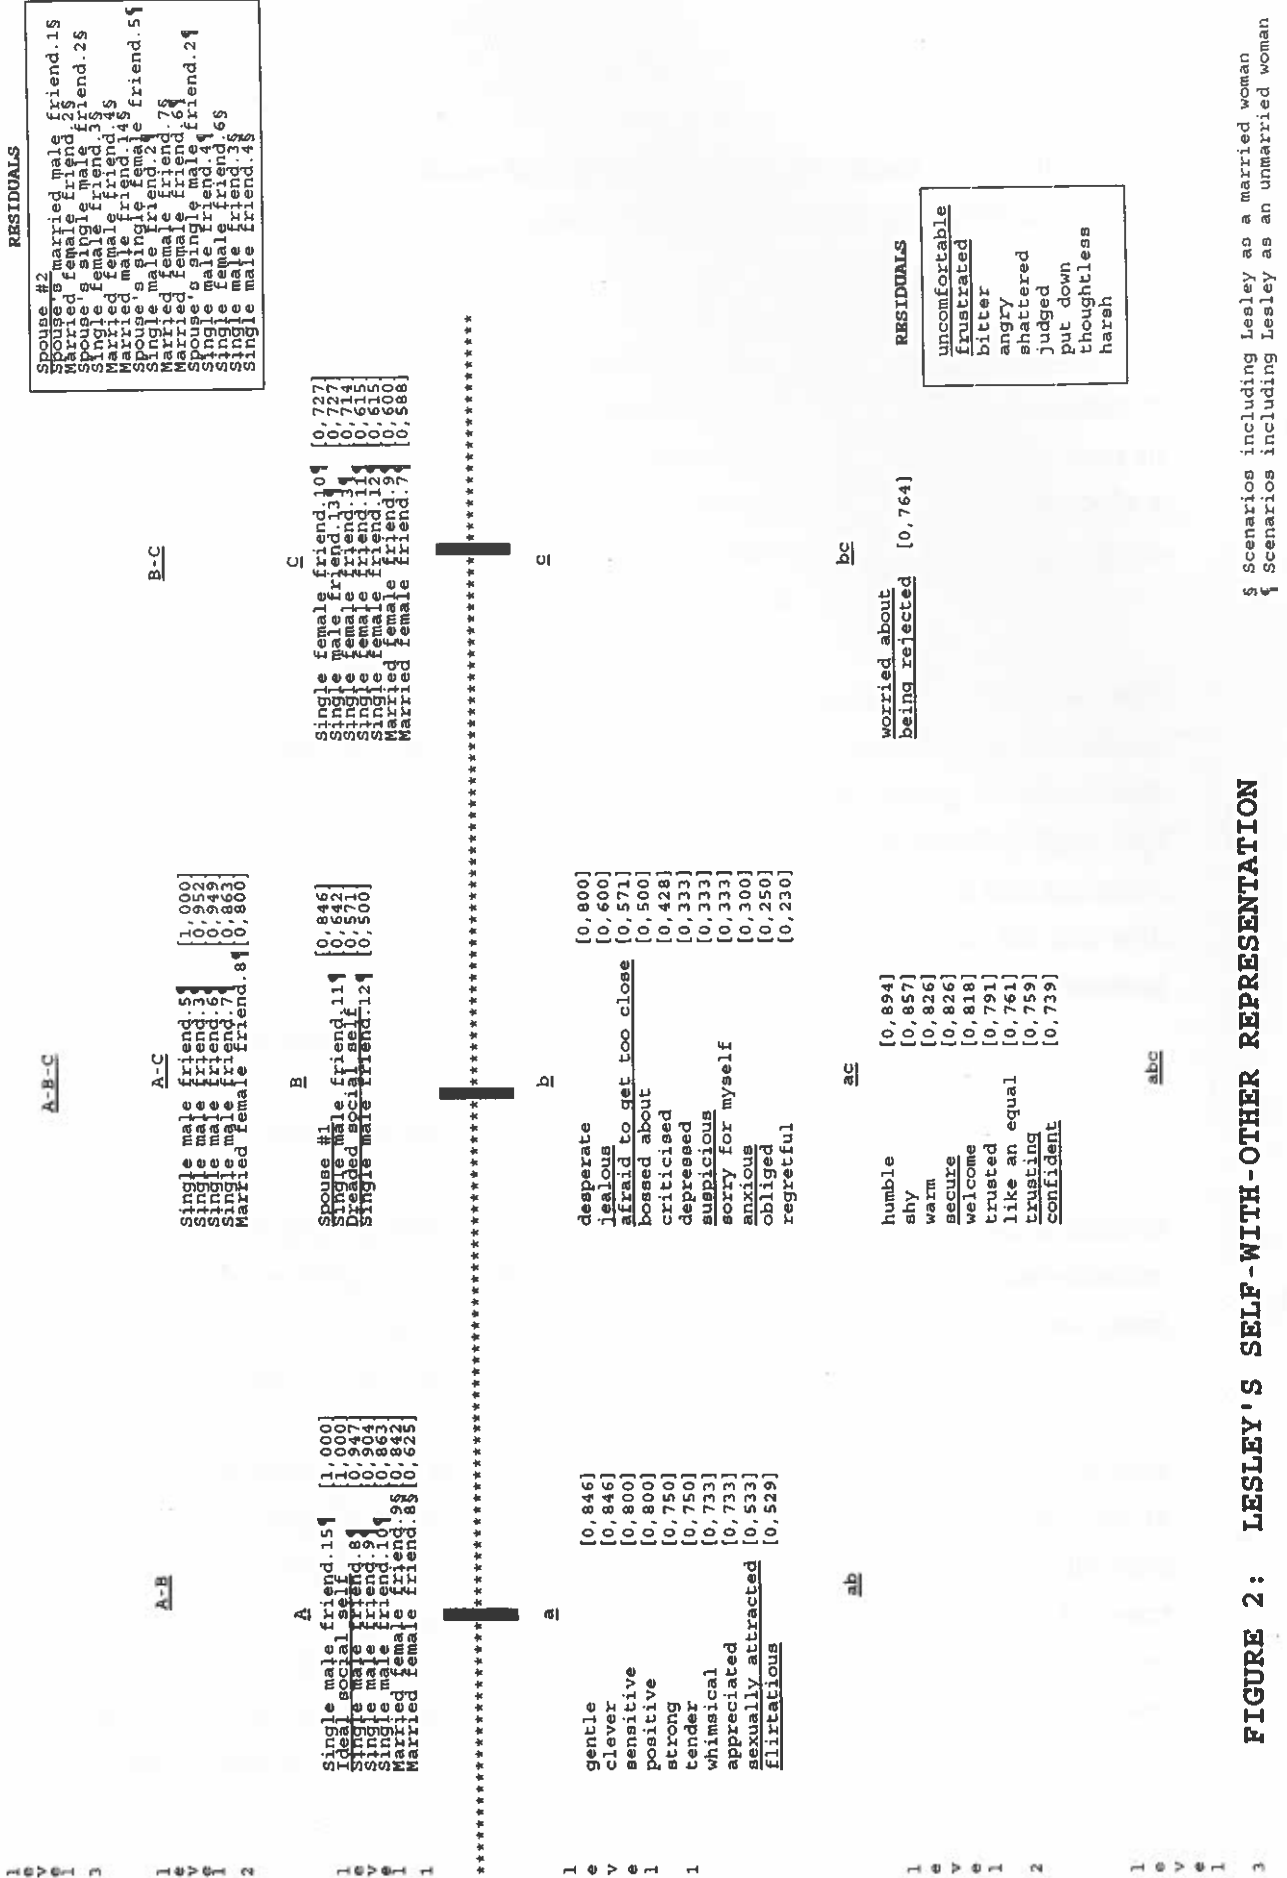 level 3
A-B-C
RESIDUALS
Spouse #2
Spouse's married male friend.1§
Married female friend.2§
Spouse's single male friend.2§
Single female friend.3§
Married female friend.4§
Married male friend.14§
Spouse's single female friend.5¶
Single male friend.2¶
Married female friend.7§
Married female friend.6¶
Spouse's single male friend.2¶
Single male friend.4¶
Single female friend.6§
Single male friend.3§
Single male friend.4§
level 2
A-B
A-C
Single male friend.5¶ [1,000]
Single male friend.3 [0,952]
Single male friend.6¶ [0,949]
Single male friend.7¶ [0,863]
Married female friend.8¶ [0,800]
B-C
level 1
A
Single male friend.15¶ [1,000]
Ideal social self [1,000]
Single male friend.8¶ [0,947]
Single male friend.9¶ [0,904]
Single male friend.10¶ [0,863]
Married female friend.9§ [0,842]
Married female friend.8§ [0,625]
B
Spouse #1 [0,846]
Single male friend.11¶ [0,642]
Dreaded social self [0,571]
Single male friend.12¶ [0,500]
C
Single female friend.10¶ [0,727]
Single male friend.13¶ [0,727]
Single female friend.3¶ [0,714]
Single female friend.11¶ [0,615]
Single female friend.12¶ [0,615]
Married female friend.9¶ [0,600]
Married female friend.7¶ [0,588]
level 1
a
gentle [0,846]
clever [0,846]
sensitive [0,800]
positive [0,800]
strong [0,750]
tender [0,750]
whimsical [0,733]
appreciated [0,733]
sexually attracted [0,533]
flirtatious [0,529]
b
desperate [0,800]
jealous [0,600]
afraid to get too close [0,571]
bossed about [0,500]
criticised [0,428]
depressed [0,333]
suspicious [0,333]
sorry for myself [0,333]
anxious [0,300]
obliged [0,250]
regretful [0,230]
c
level 2
ab
ac
humble [0,894]
shy [0,857]
warm [0,826]
secure [0,826]
welcome [0,818]
trusted [0,791]
like an equal [0,761]
trusting [0,759]
confident [0,739]
bc
worried about
being rejected [0,764]
RESIDUALS
uncomfortable
frustrated
bitter
angry
shattered
judged
put down
thoughtless
harsh
level 3
abc
FIGURE 2: LESLEY'S SELF-WITH-OTHER REPRESENTATION
§ Scenarios including Lesley as a married woman
¶ Scenarios including Lesley as an unmarried woman